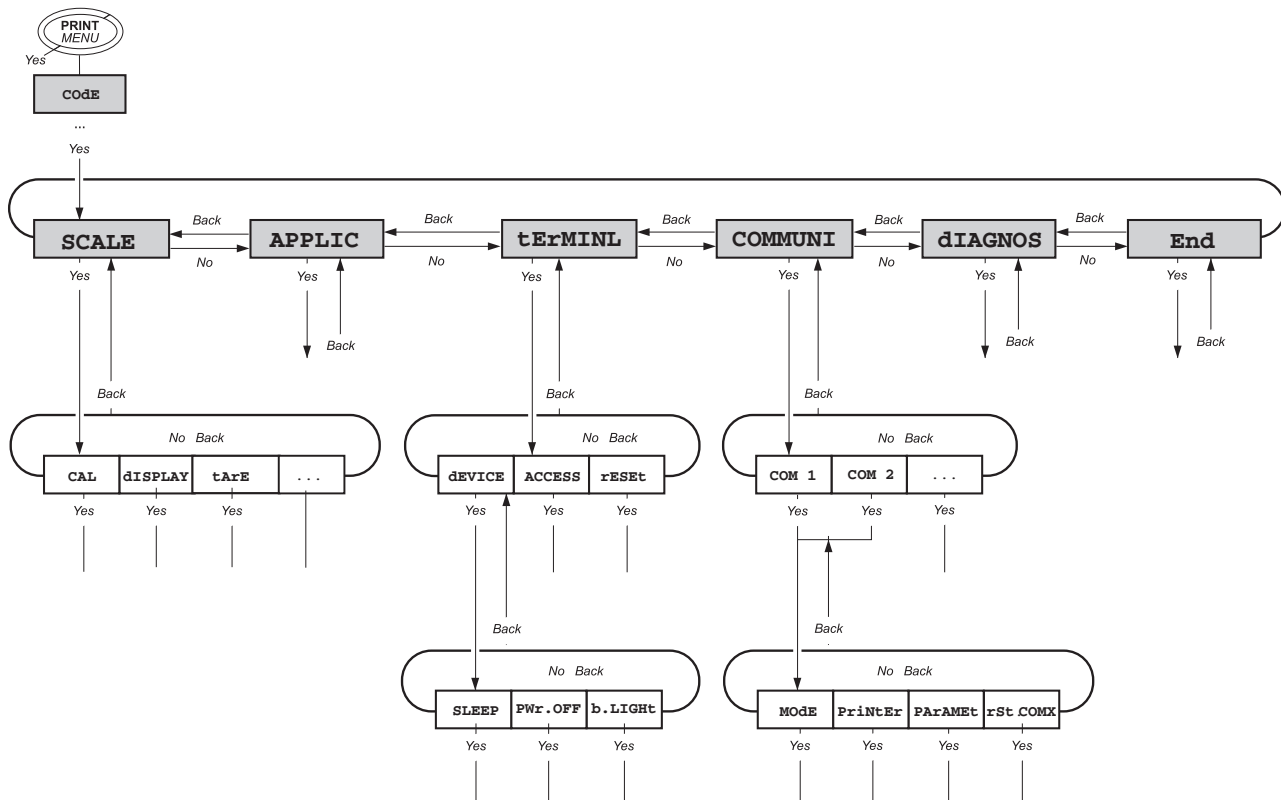 PRINT
MENU
Yes
COdE
...
Yes
Back Back Back Back Back
SCALE APPLIC tErMINL COMMUNI dIAGNOS End
No No No No No
Yes Yes Yes Yes Yes Yes
Back Back Back
Back Back Back
No Back No Back No Back
CAL dISPLAY tArE ... dEVICE ACCESS rESEt COM 1 COM 2 ...
Yes Yes Yes Yes Yes Yes Yes Yes Yes
Back Back
No Back No Back
SLEEP PWr.OFF b.LIGHt MOdE PriNtEr PArAMEt rSt.COMX
Yes Yes Yes Yes Yes Yes Yes